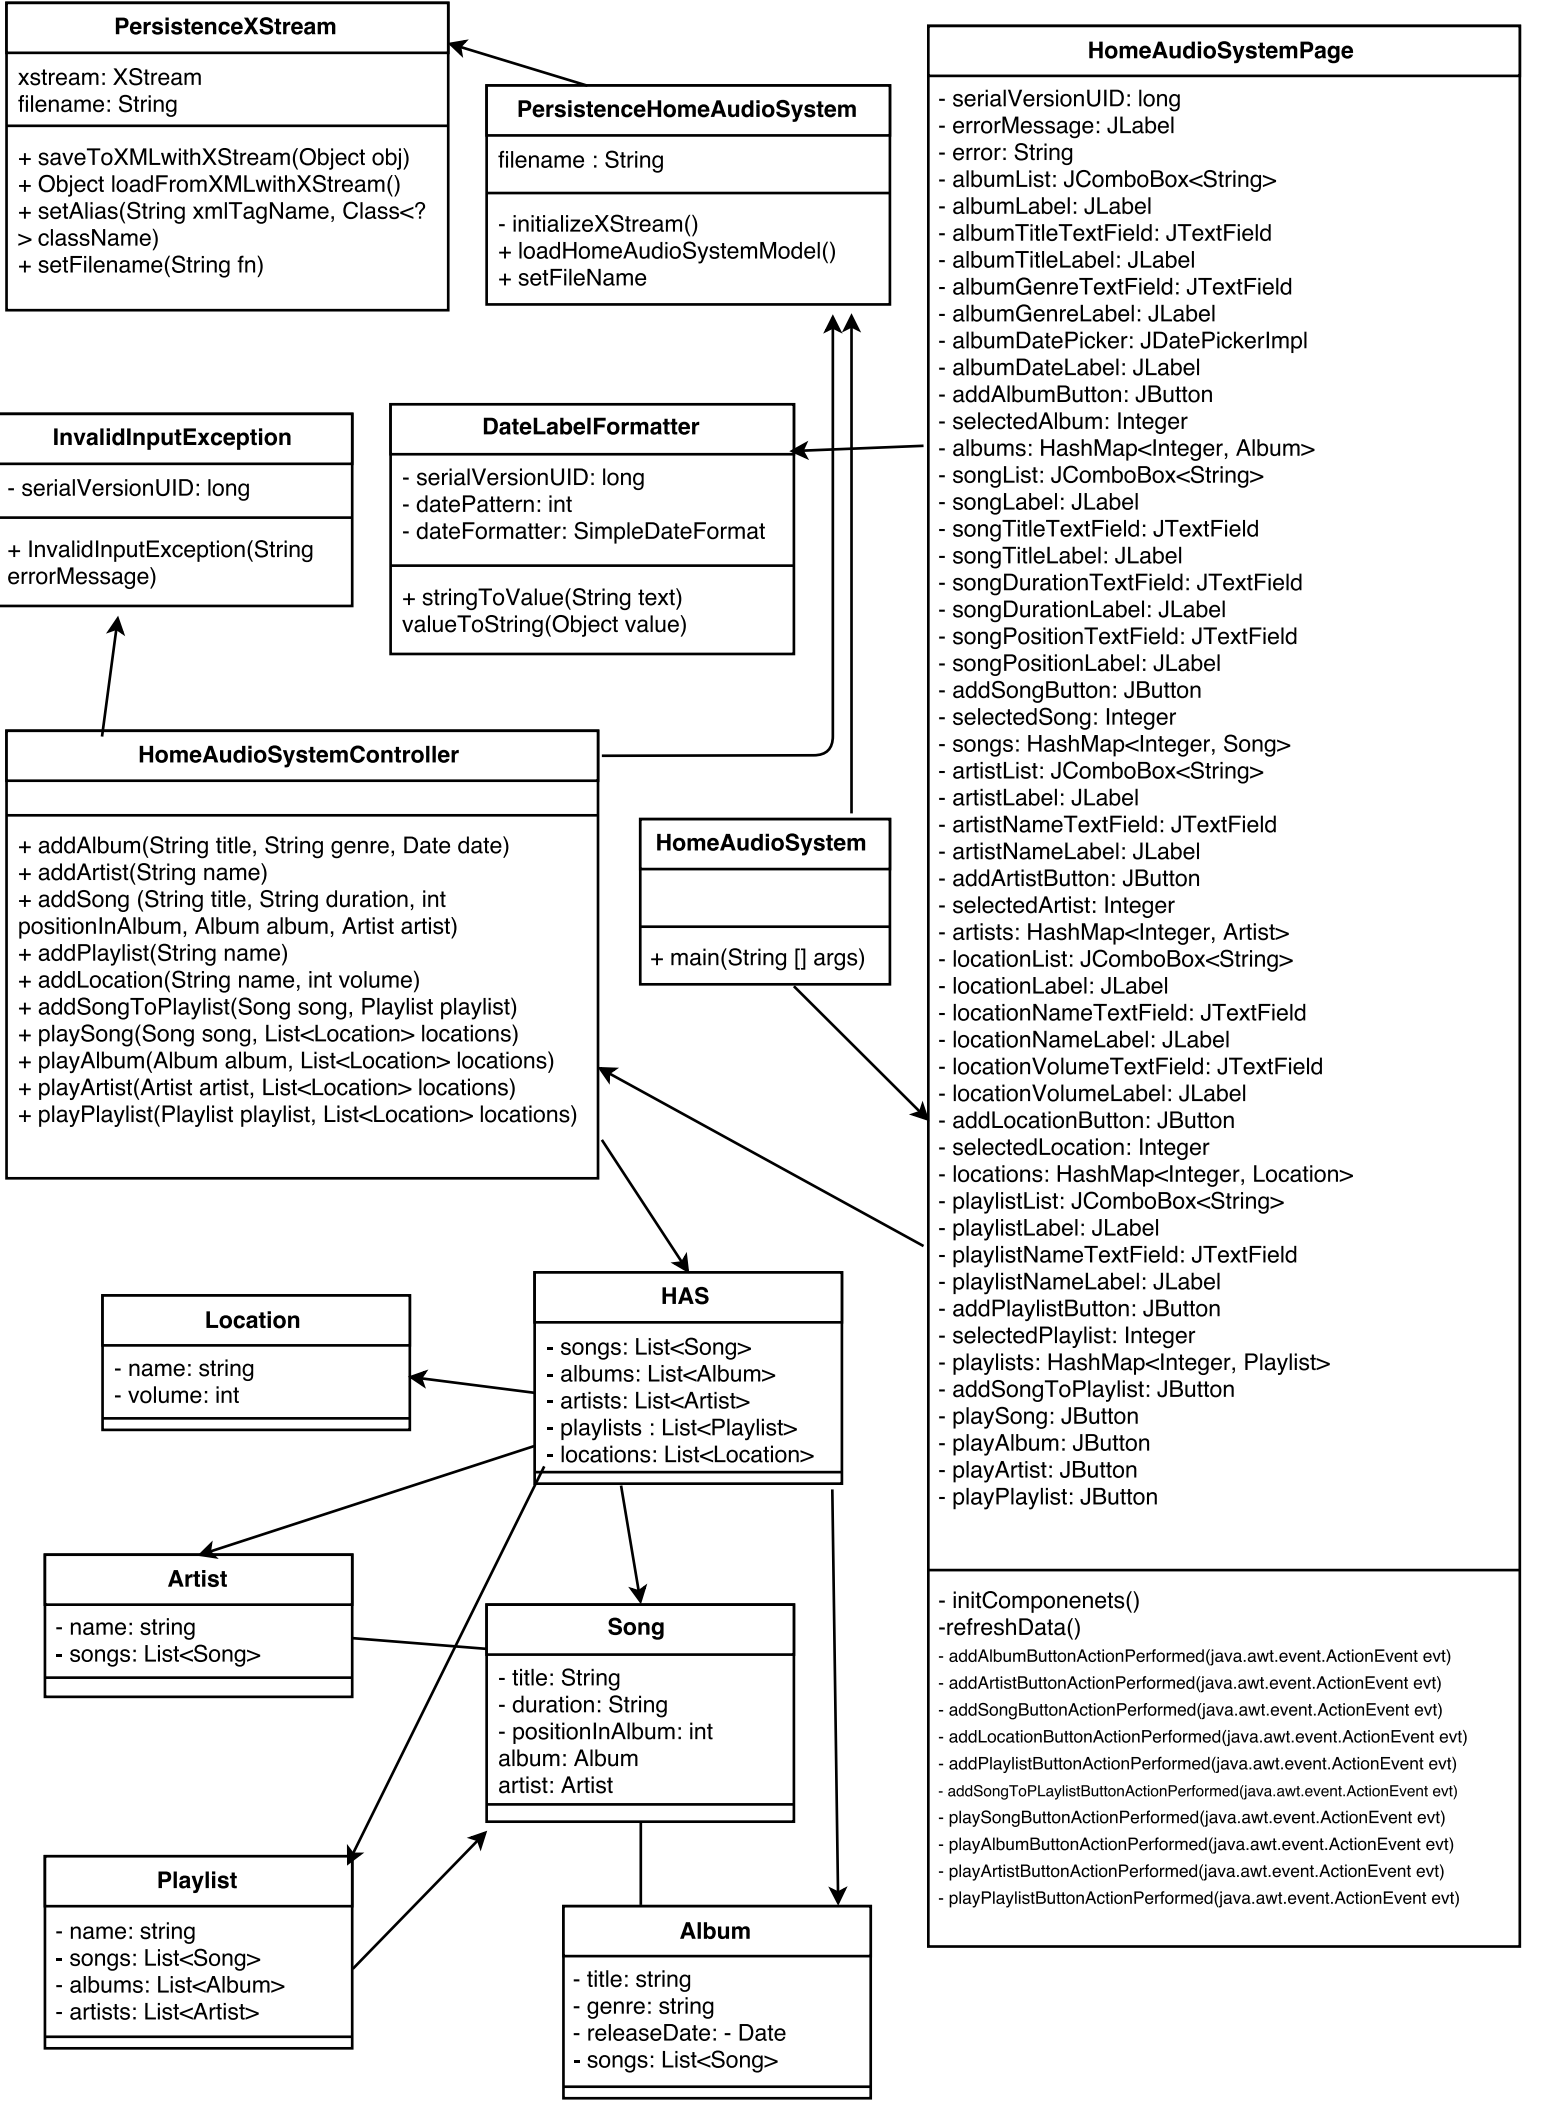 PersistenceXStream
xstream: XStream
filename: String
+ saveToXMLwithXStream(Object obj)
+ Object loadFromXMLwithXStream()
+ setAlias(String xmlTagName, Class<?
> className)
+ setFilename(String fn)
PersistenceHomeAudioSystem
filename : String
- initializeXStream()
+ loadHomeAudioSystemModel()
+ setFileName
InvalidInputException
- serialVersionUID: long
+ InvalidInputException(String
errorMessage)
DateLabelFormatter
- serialVersionUID: long
- datePattern: int
- dateFormatter: SimpleDateFormat
+ stringToValue(String text)
valueToString(Object value)
HomeAudioSystemController
+ addAlbum(String title, String genre, Date date)
+ addArtist(String name)
+ addSong (String title, String duration, int
positionInAlbum, Album album, Artist artist)
+ addPlaylist(String name)
+ addLocation(String name, int volume)
+ addSongToPlaylist(Song song, Playlist playlist)
+ playSong(Song song, List<Location> locations)
+ playAlbum(Album album, List<Location> locations)
+ playArtist(Artist artist, List<Location> locations)
+ playPlaylist(Playlist playlist, List<Location> locations)
HomeAudioSystem
+ main(String [] args)
HAS
- songs: List<Song>
- albums: List<Album>
- artists: List<Artist>
- playlists : List<Playlist>
- locations: List<Location>
Location
- name: string
- volume: int
Artist
- name: string
- songs: List<Song>
Song
- title: String
- duration: String
- positionInAlbum: int
album: Album
artist: Artist
Playlist
- name: string
- songs: List<Song>
- albums: List<Album>
- artists: List<Artist>
Album
- title: string
- genre: string
- releaseDate: - Date
- songs: List<Song>
HomeAudioSystemPage
- serialVersionUID: long
- errorMessage: JLabel
- error: String
- albumList: JComboBox<String>
- albumLabel: JLabel
- albumTitleTextField: JTextField
- albumTitleLabel: JLabel
- albumGenreTextField: JTextField
- albumGenreLabel: JLabel
- albumDatePicker: JDatePickerImpl
- albumDateLabel: JLabel
- addAlbumButton: JButton
- selectedAlbum: Integer
- albums: HashMap<Integer, Album>
- songList: JComboBox<String>
- songLabel: JLabel
- songTitleTextField: JTextField
- songTitleLabel: JLabel
- songDurationTextField: JTextField
- songDurationLabel: JLabel
- songPositionTextField: JTextField
- songPositionLabel: JLabel
- addSongButton: JButton
- selectedSong: Integer
- songs: HashMap<Integer, Song>
- artistList: JComboBox<String>
- artistLabel: JLabel
- artistNameTextField: JTextField
- artistNameLabel: JLabel
- addArtistButton: JButton
- selectedArtist: Integer
- artists: HashMap<Integer, Artist>
- locationList: JComboBox<String>
- locationLabel: JLabel
- locationNameTextField: JTextField
- locationNameLabel: JLabel
- locationVolumeTextField: JTextField
- locationVolumeLabel: JLabel
- addLocationButton: JButton
- selectedLocation: Integer
- locations: HashMap<Integer, Location>
- playlistList: JComboBox<String>
- playlistLabel: JLabel
- playlistNameTextField: JTextField
- playlistNameLabel: JLabel
- addPlaylistButton: JButton
- selectedPlaylist: Integer
- playlists: HashMap<Integer, Playlist>
- addSongToPlaylist: JButton
- playSong: JButton
- playAlbum: JButton
- playArtist: JButton
- playPlaylist: JButton
- initComponenets()
-refreshData()
- addAlbumButtonActionPerformed(java.awt.event.ActionEvent evt)
- addArtistButtonActionPerformed(java.awt.event.ActionEvent evt)
- addSongButtonActionPerformed(java.awt.event.ActionEvent evt)
- addLocationButtonActionPerformed(java.awt.event.ActionEvent evt)
- addPlaylistButtonActionPerformed(java.awt.event.ActionEvent evt)
- addSongToPLaylistButtonActionPerformed(java.awt.event.ActionEvent evt)
- playSongButtonActionPerformed(java.awt.event.ActionEvent evt)
- playAlbumButtonActionPerformed(java.awt.event.ActionEvent evt)
- playArtistButtonActionPerformed(java.awt.event.ActionEvent evt)
- playPlaylistButtonActionPerformed(java.awt.event.ActionEvent evt)